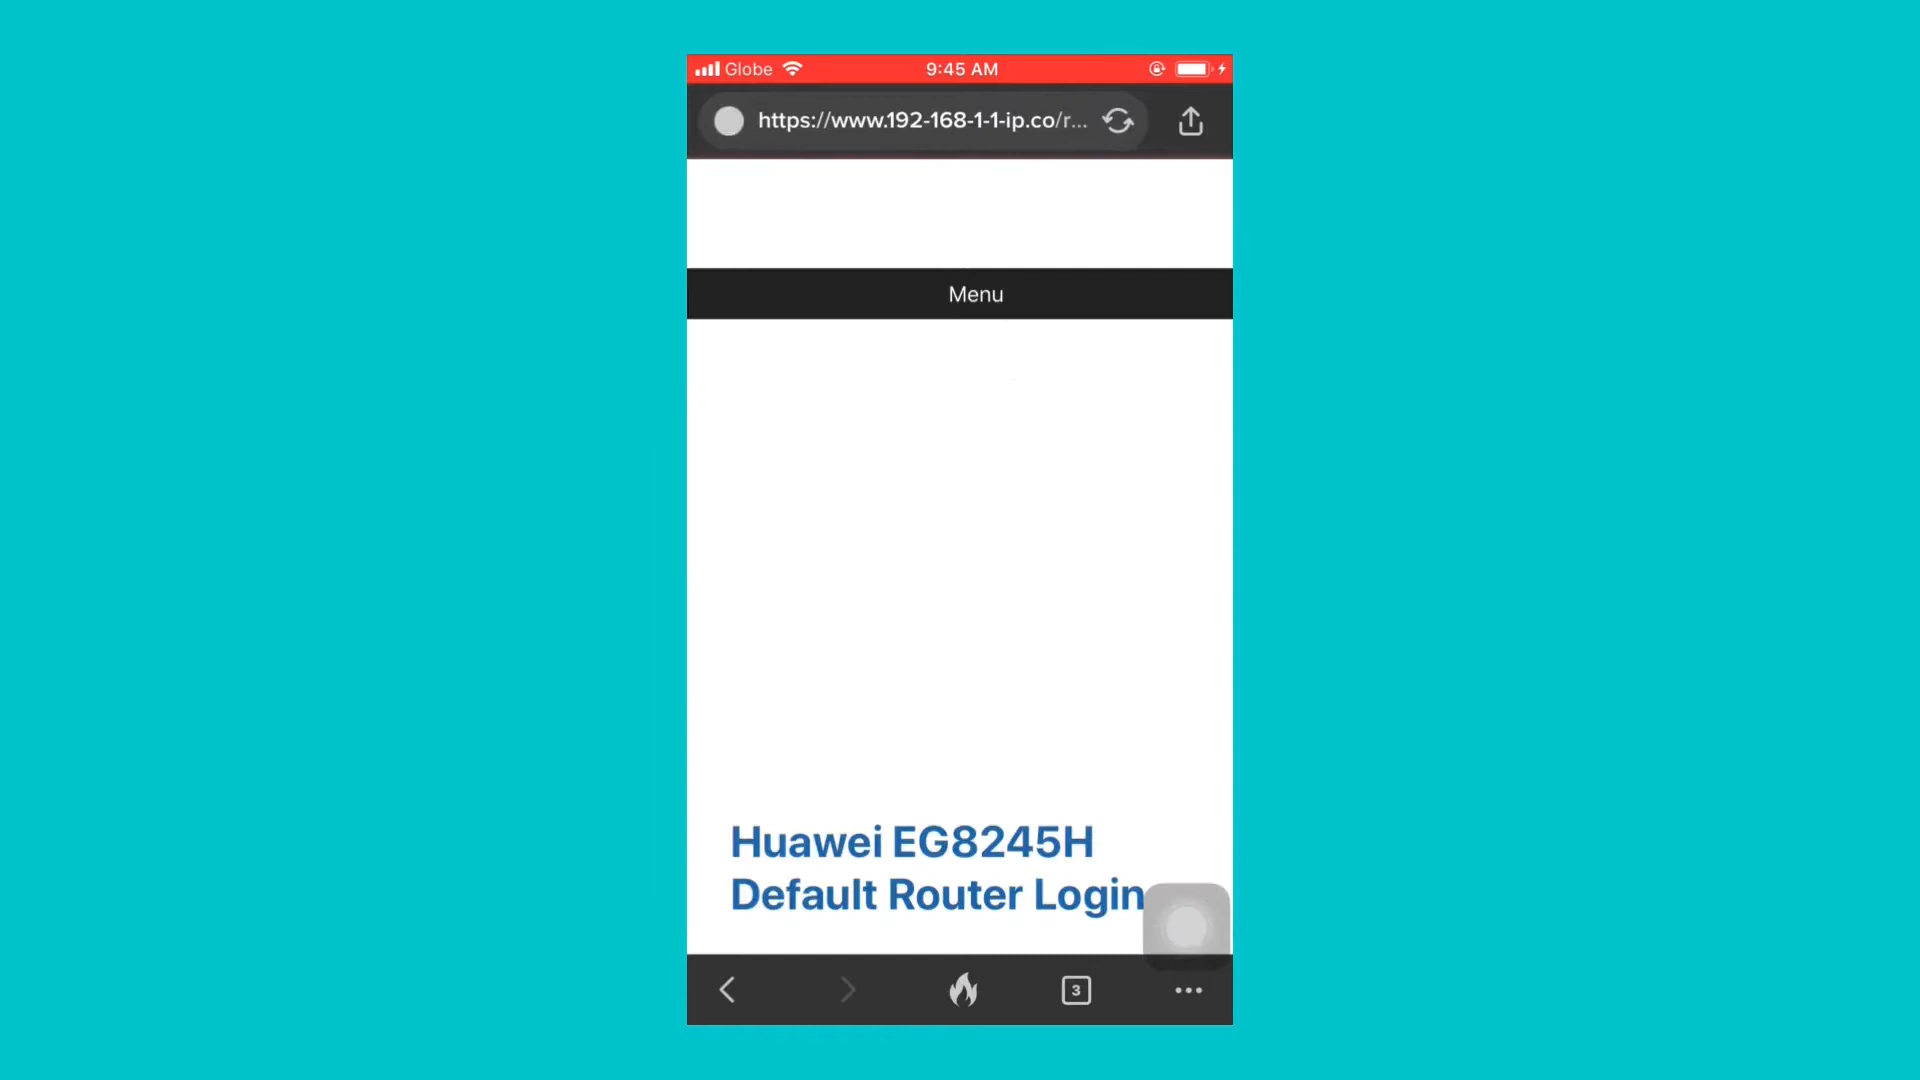 Globe
9:45 AM
https://www.192-168-1-1-ip.co/r...
Menu
Huawei EG8245H
Default Router Login
3